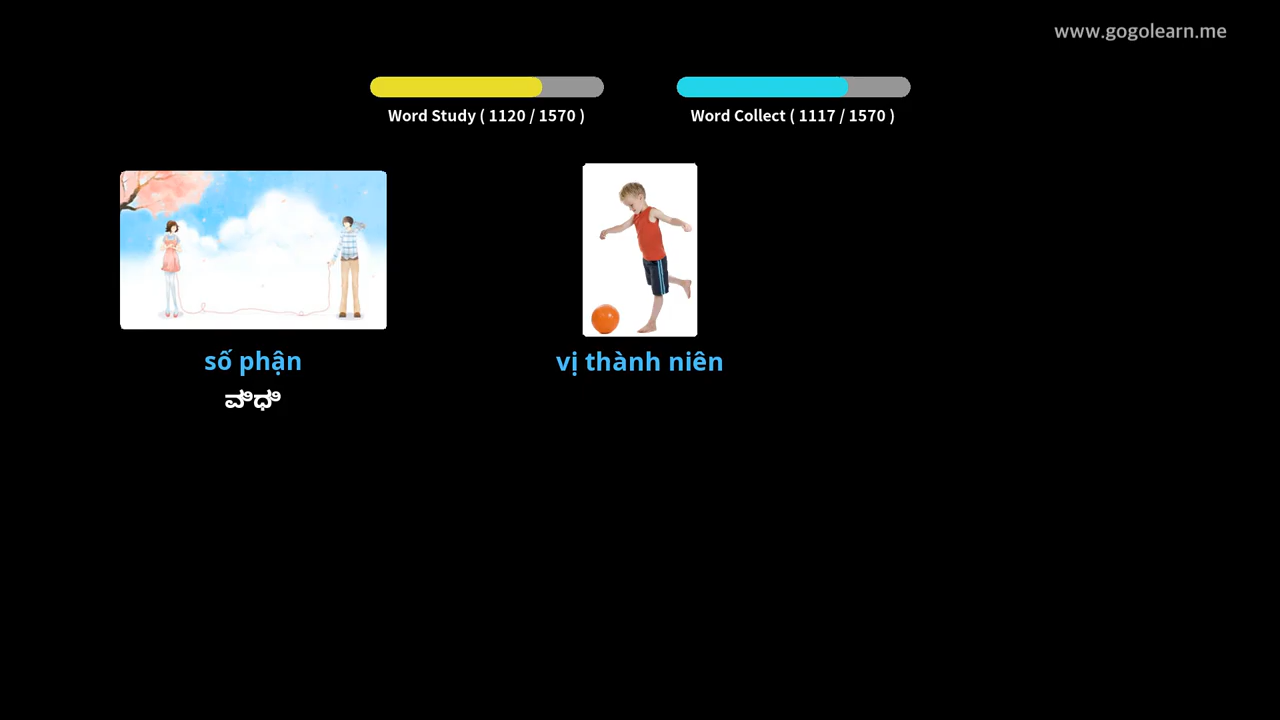 www.gogolearn.me
Word Study ( 1120 / 1570 )
Word Collect ( 1117 / 1570 )
số phận
vị thành niên
ವಿಧಿ